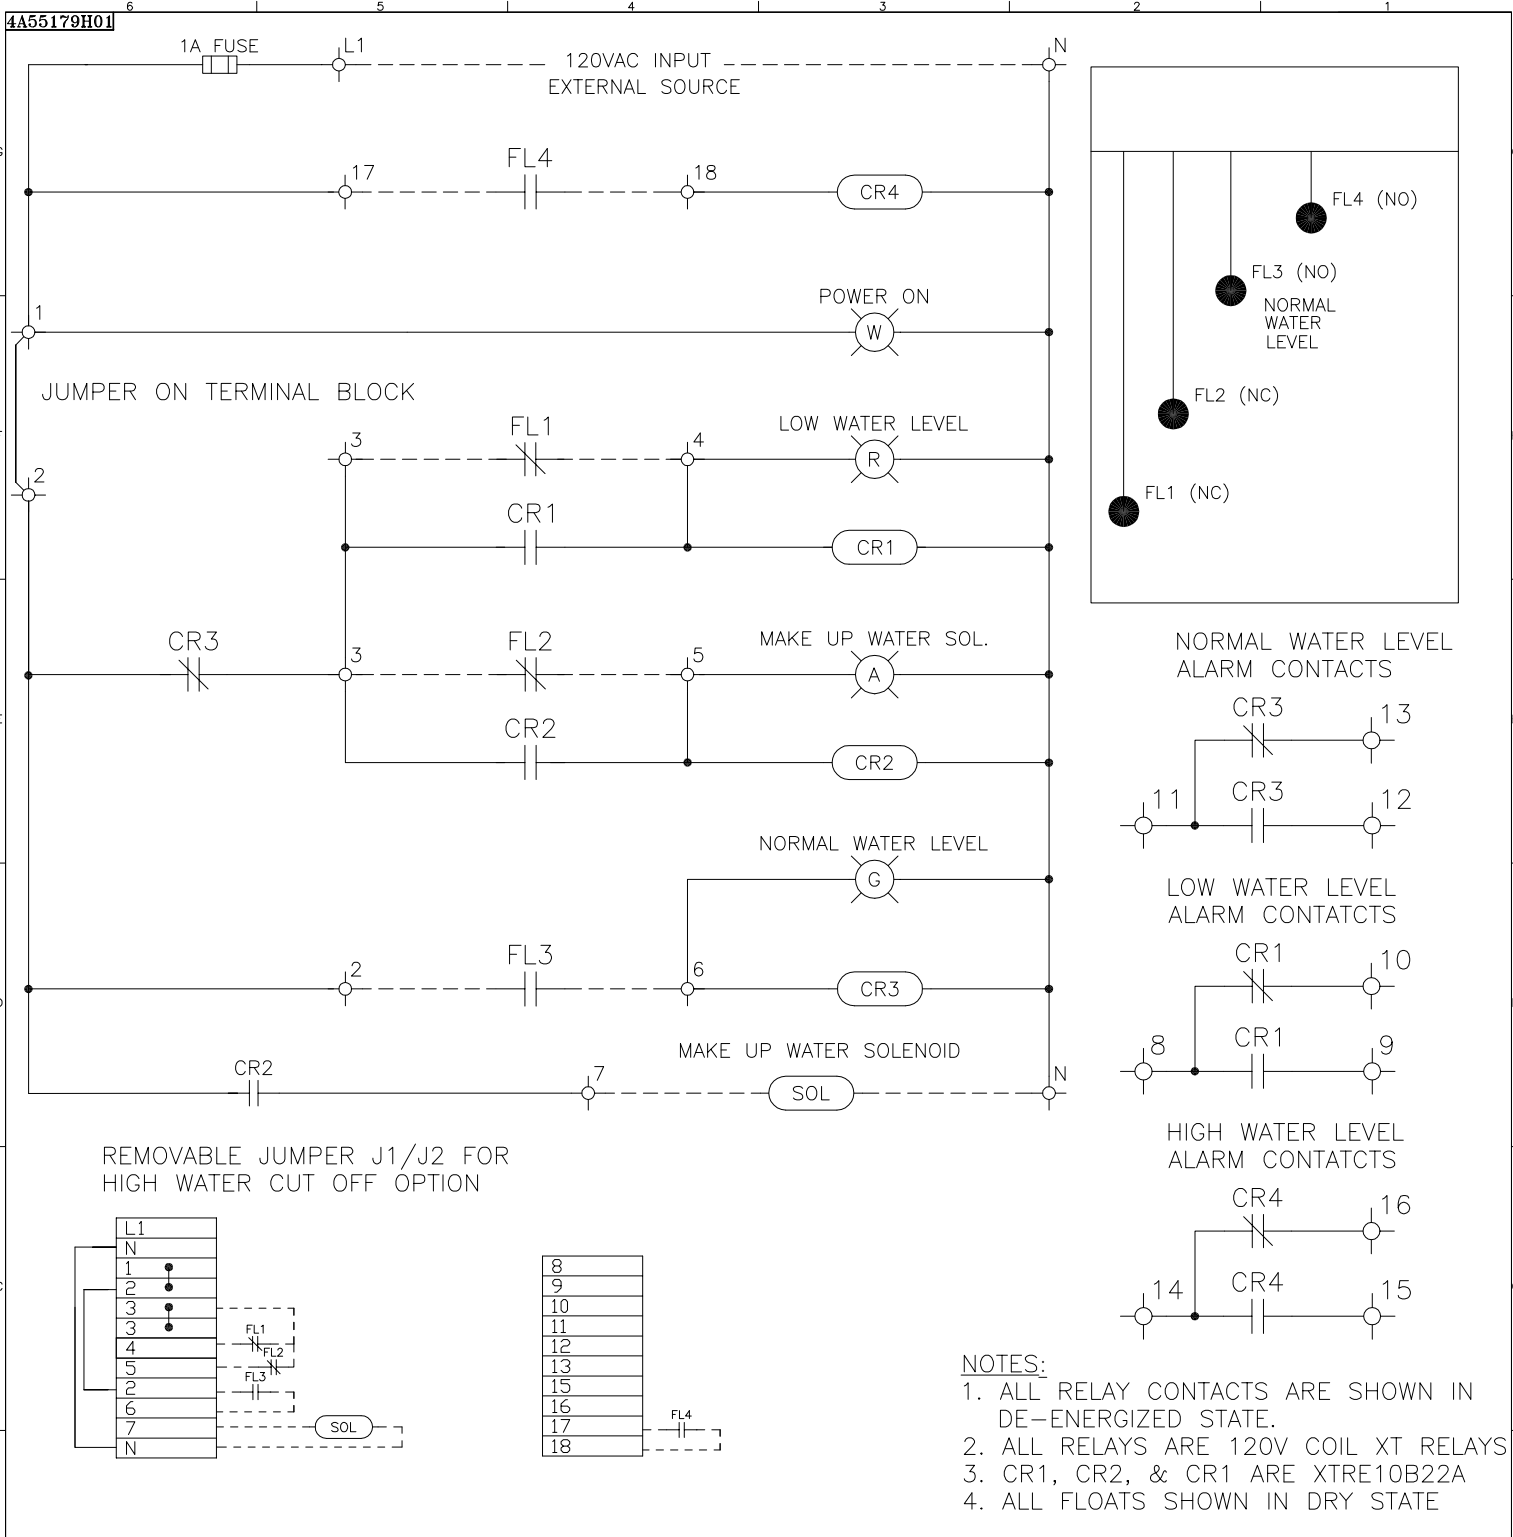 6 5 4 3 2 1
4A55179H01
1A FUSE
L1
120VAC INPUT
EXTERNAL SOURCE
N
17
FL4
18
CR4
1
POWER ON
W
JUMPER ON TERMINAL BLOCK
2
3
FL1
4
LOW WATER LEVEL
R
CR1
CR1
CR3
3
FL2
5
MAKE UP WATER SOL.
A
CR2
CR2
NORMAL WATER LEVEL
G
2
FL3
6
CR3
CR2
7
MAKE UP WATER SOLENOID
SOL
N
FL4 (NO)
FL3 (NO)
NORMAL
WATER
LEVEL
FL2 (NC)
FL1 (NC)
NORMAL WATER LEVEL
ALARM CONTACTS
CR3
13
11
CR3
12
LOW WATER LEVEL
ALARM CONTATCTS
CR1
10
8
CR1
9
HIGH WATER LEVEL
ALARM CONTATCTS
CR4
16
14
CR4
15
REMOVABLE JUMPER J1/J2 FOR
HIGH WATER CUT OFF OPTION
L1
N
1
2
3
3
4
5
2
6
7
N
FL1
FL2
FL3
SOL
8
9
10
11
12
13
15
16
17
18
FL4
NOTES:
1. ALL RELAY CONTACTS ARE SHOWN IN
DE-ENERGIZED STATE.
2. ALL RELAYS ARE 120V COIL XT RELAYS
3. CR1, CR2, & CR1 ARE XTRE10B22A
4. ALL FLOATS SHOWN IN DRY STATE